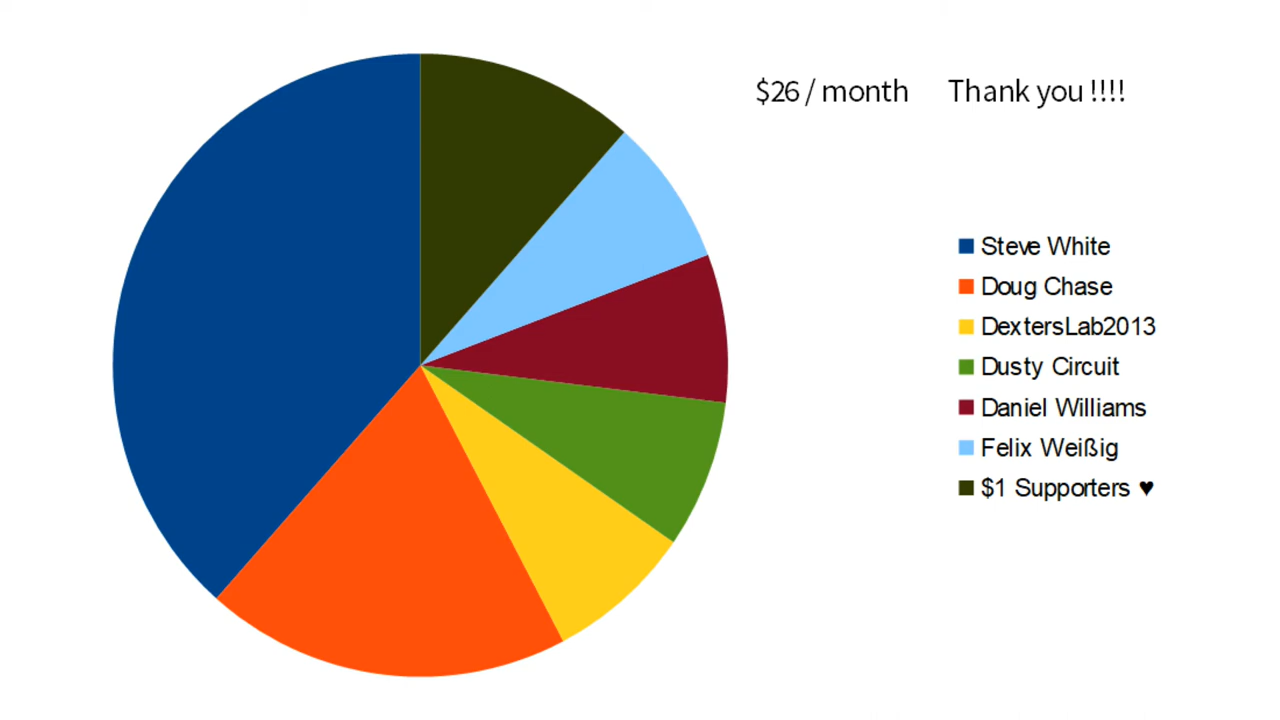 $26 / month Thank you !!!!
Steve White
Doug Chase
DextersLab2013
Dusty Circuit
Daniel Williams
Felix Weißig
$1 Supporters ♥